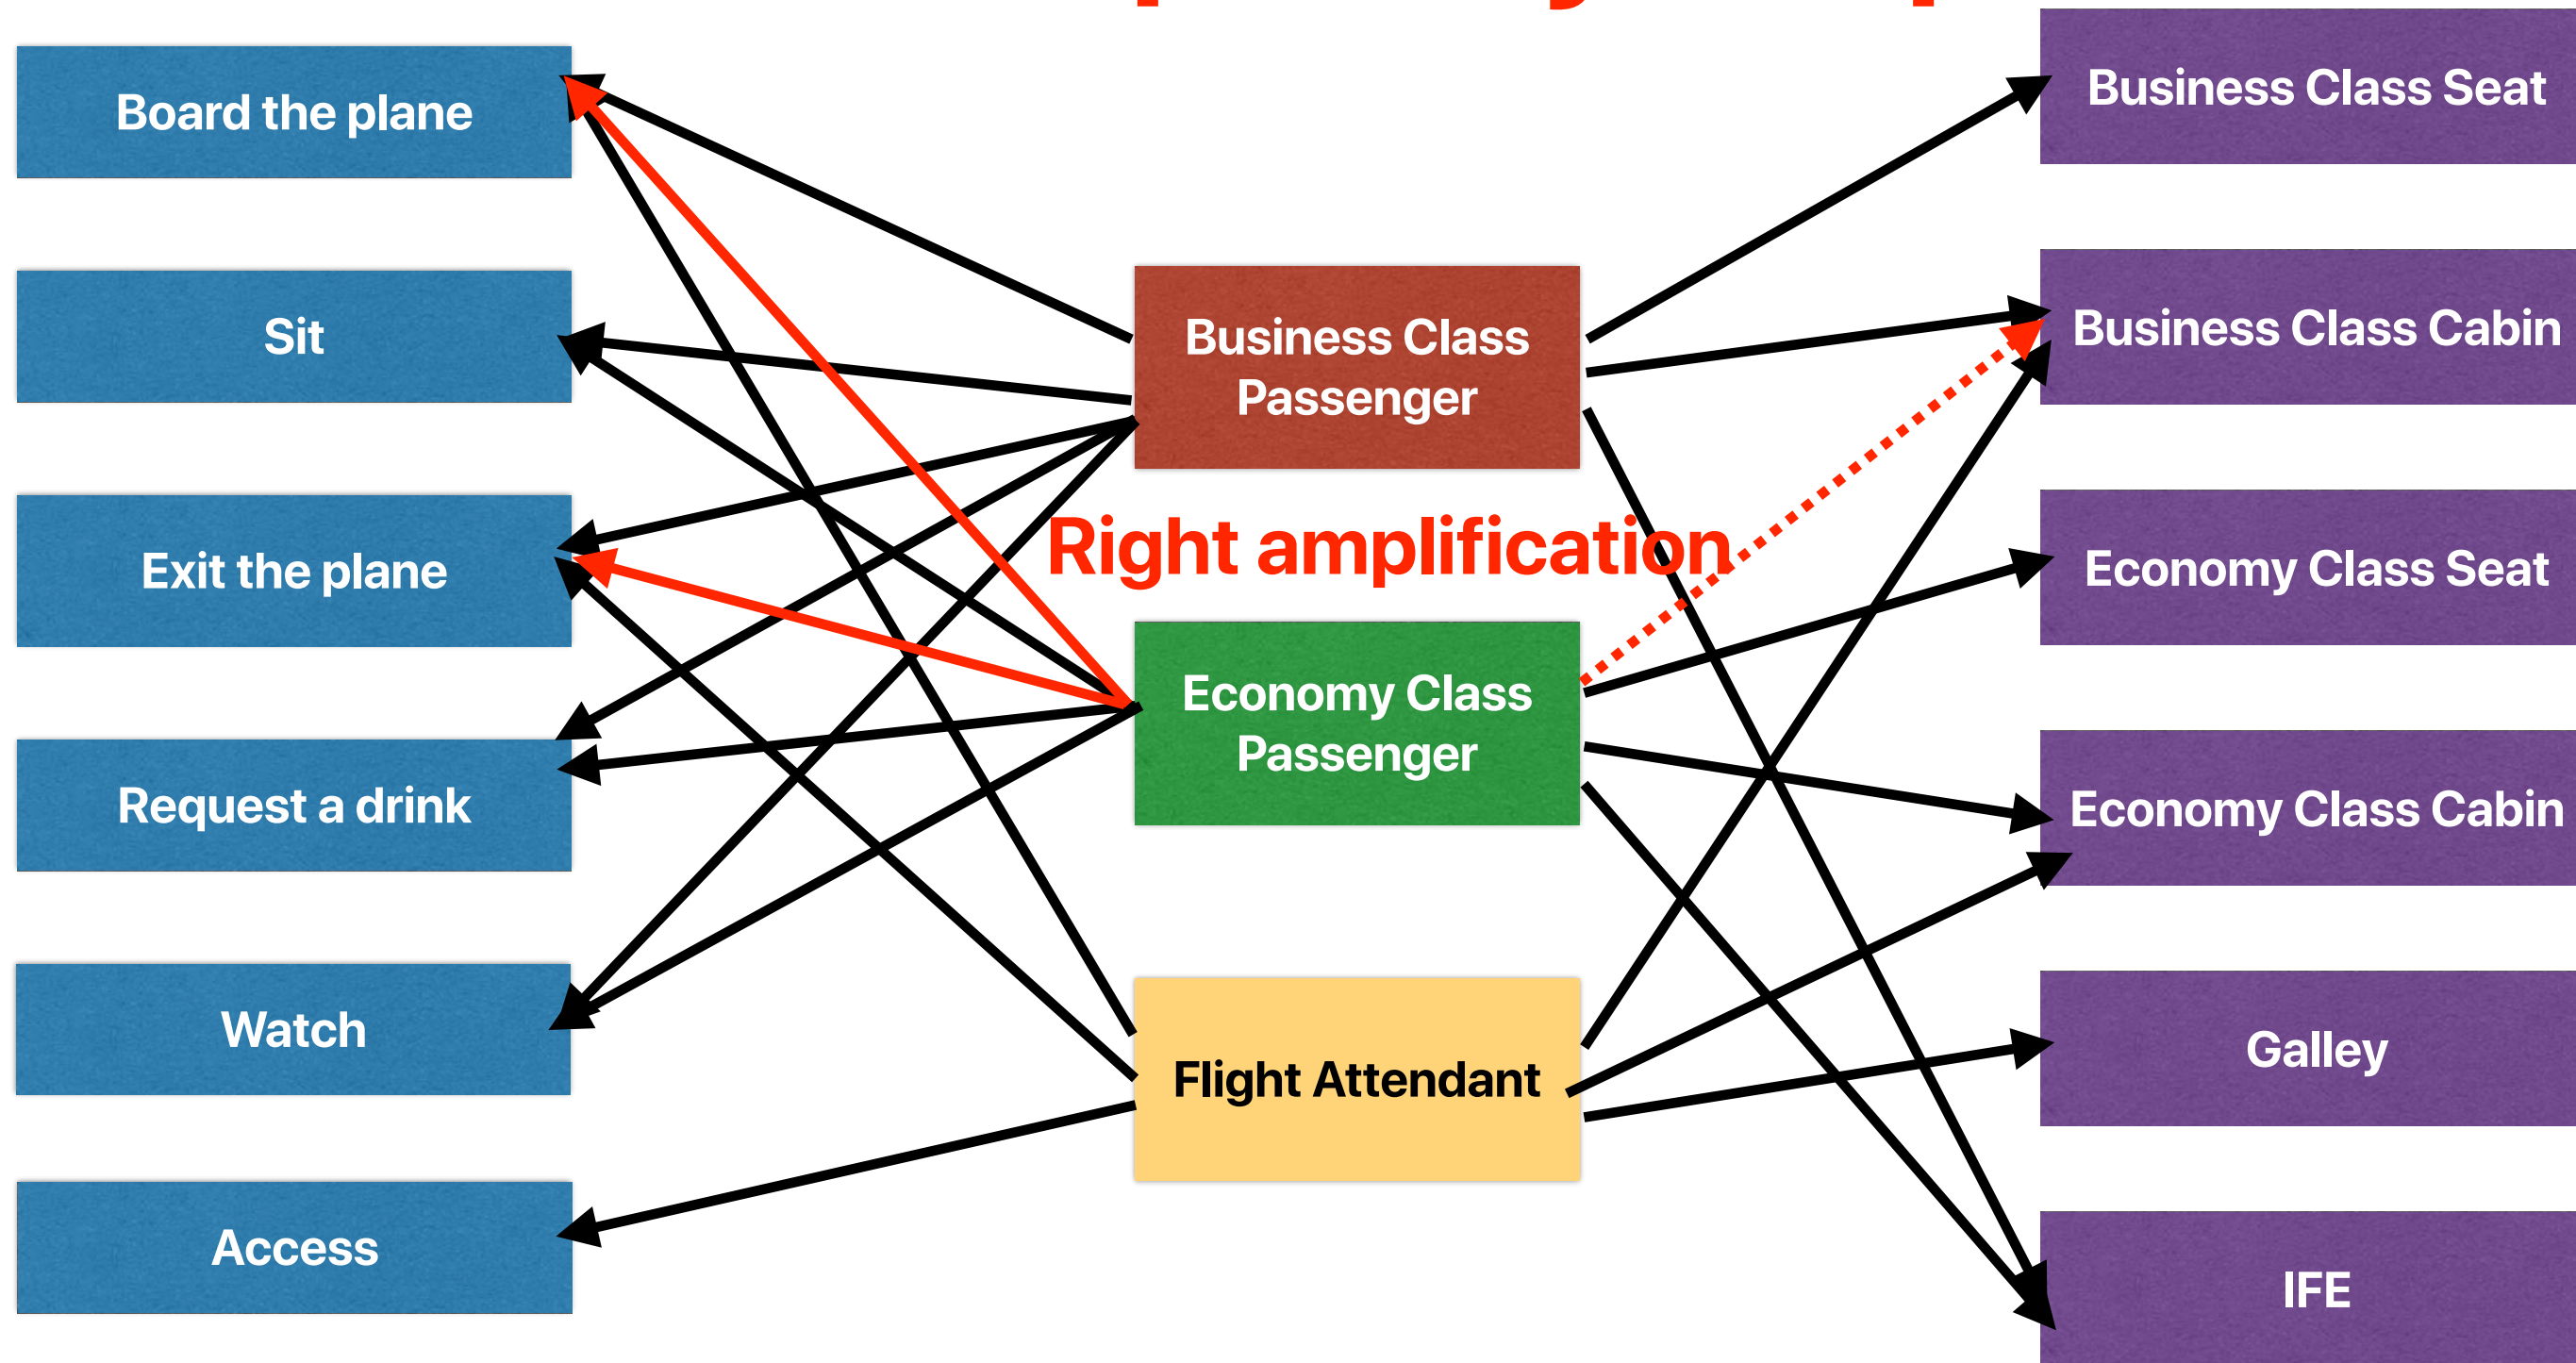 Board the plane
Sit
Exit the plane
Request a drink
Watch
Access
Business Class
Passenger
Right amplification
Economy Class
Passenger
Flight Attendant
Business Class Seat
Business Class Cabin
Economy Class Seat
Economy Class Cabin
Galley
IFE